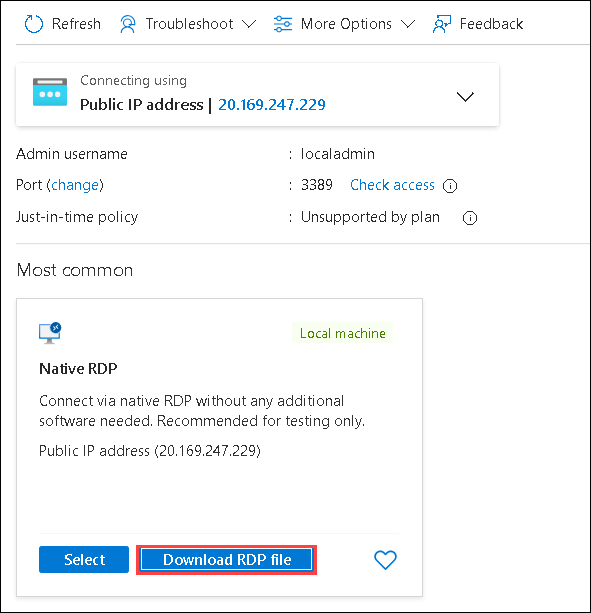 Refresh Troubleshoot More Options Feedback
Connecting using
Public IP address | 20.169.247.229
Admin username : localadmin
Port (change) : 3389 Check access
Just-in-time policy : Unsupported by plan
Most common
Local machine
Native RDP
Connect via native RDP without any additional
software needed. Recommended for testing only.
Public IP address (20.169.247.229)
Select Download RDP file